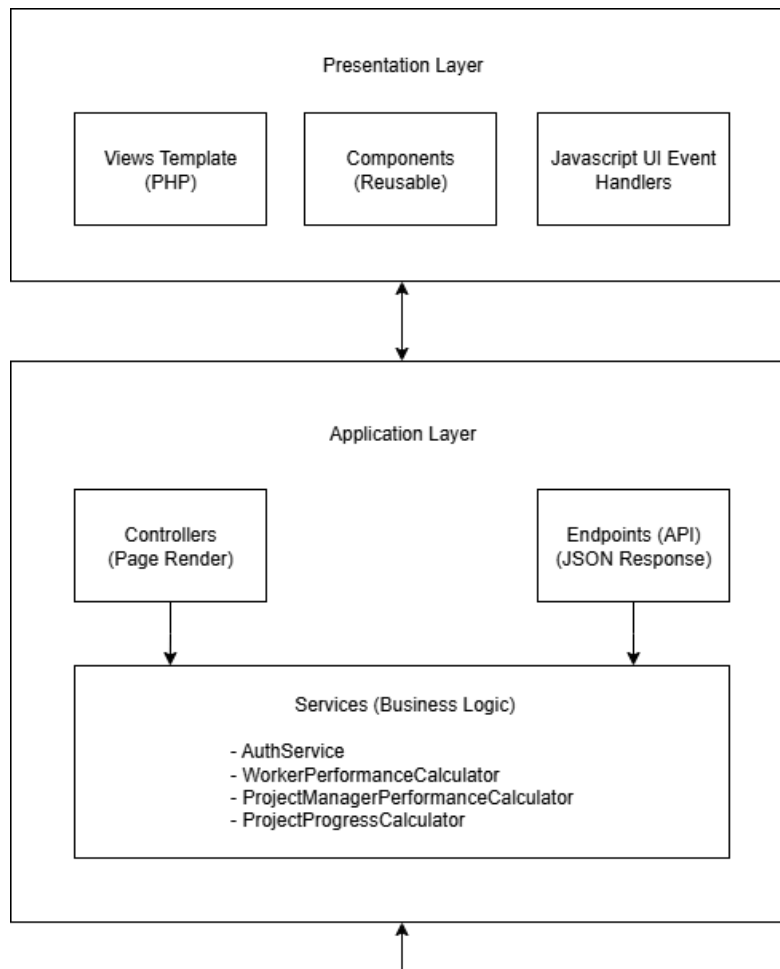 Presentation Layer
Views Template
(PHP)
Components
(Reusable)
Javascript UI Event
Handlers
Application Layer
Controllers
(Page Render)
Endpoints (API)
(JSON Response)
Services (Business Logic)
- AuthService
- WorkerPerformanceCalculator
- ProjectManagerPerformanceCalculator
- ProjectProgressCalculator